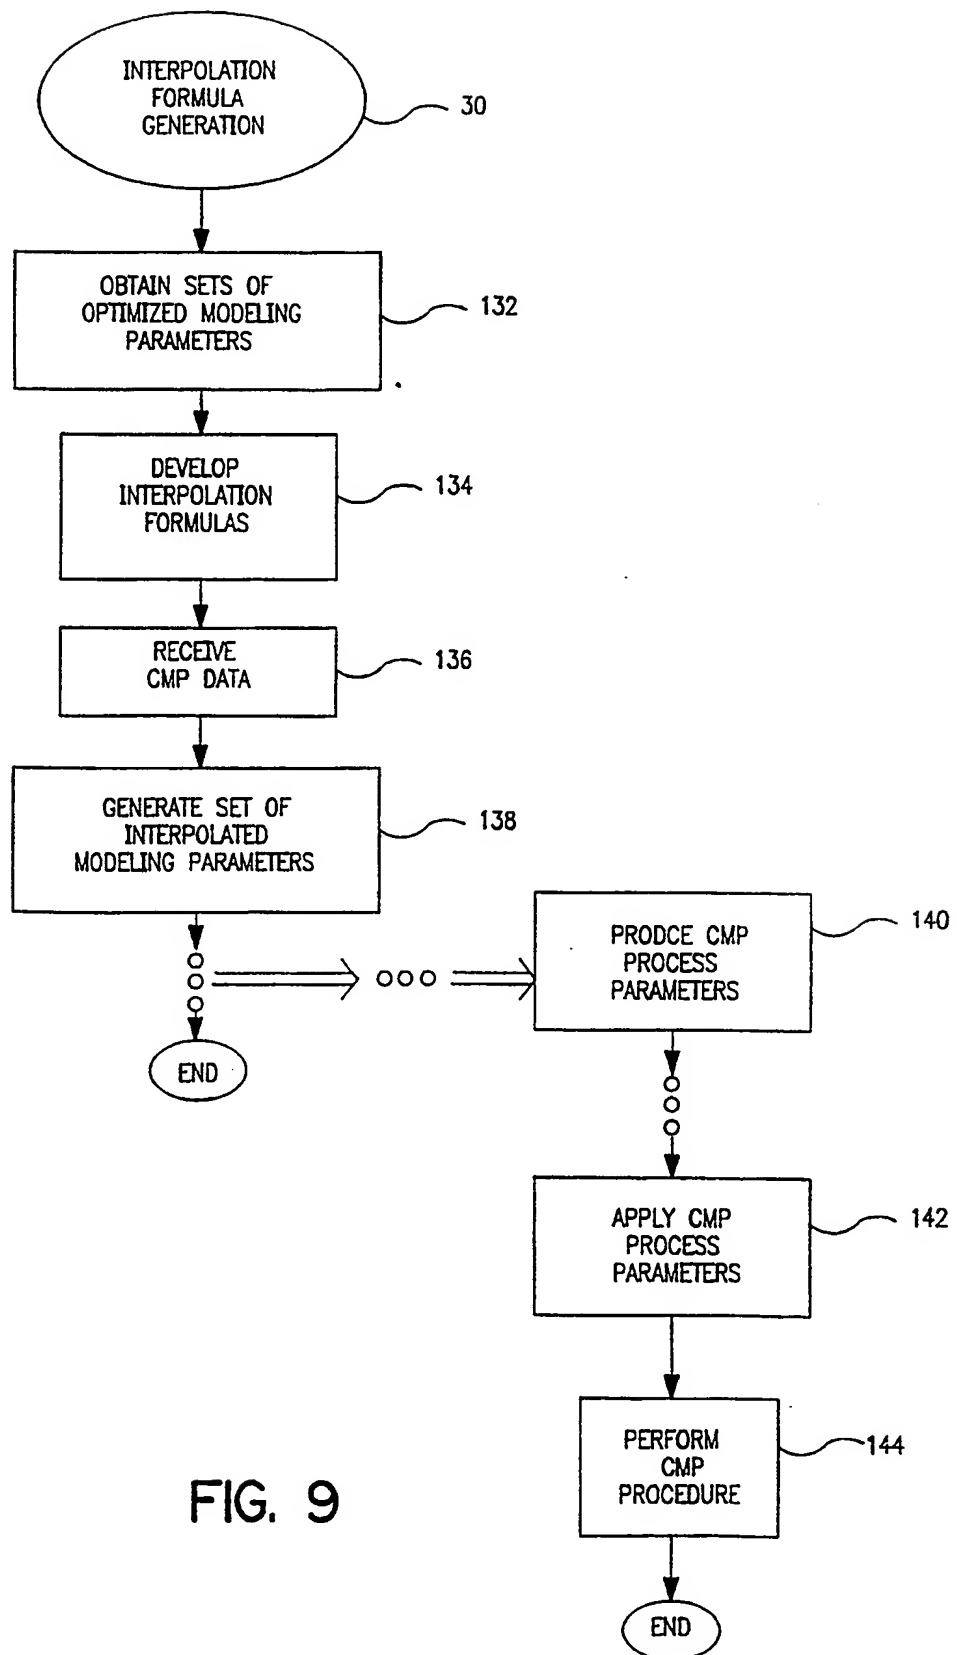 INTERPOLATION
FORMULA
GENERATION
30
OBTAIN SETS OF
OPTIMIZED MODELING
PARAMETERS
132
DEVELOP
INTERPOLATION
FORMULAS
134
RECEIVE
CMP DATA
136
GENERATE SET OF
INTERPOLATED
MODELING PARAMETERS
138
END
PRODCE CMP
PROCESS
PARAMETERS
140
APPLY CMP
PROCESS
PARAMETERS
142
PERFORM
CMP
PROCEDURE
144
END
FIG. 9